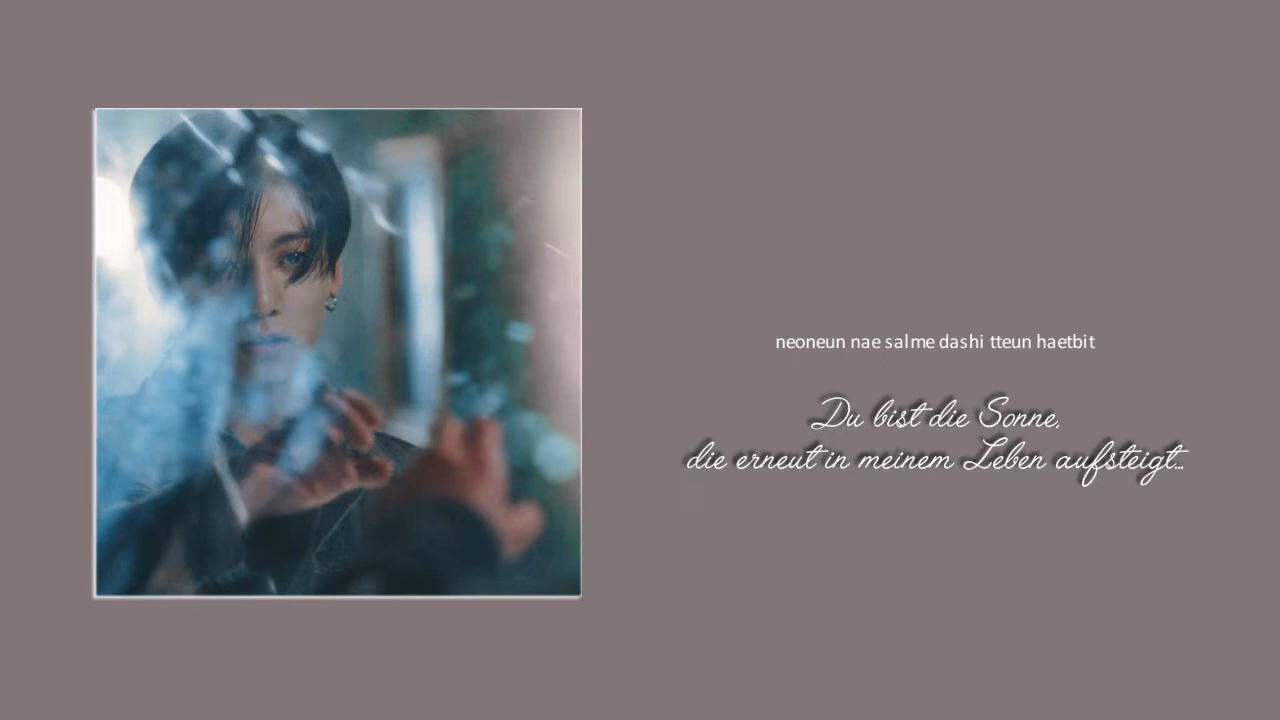 neoneun nae salme dashi tteun haetbit
Du bist die Sonne,
die erneut in meinem Leben aufsteigt...